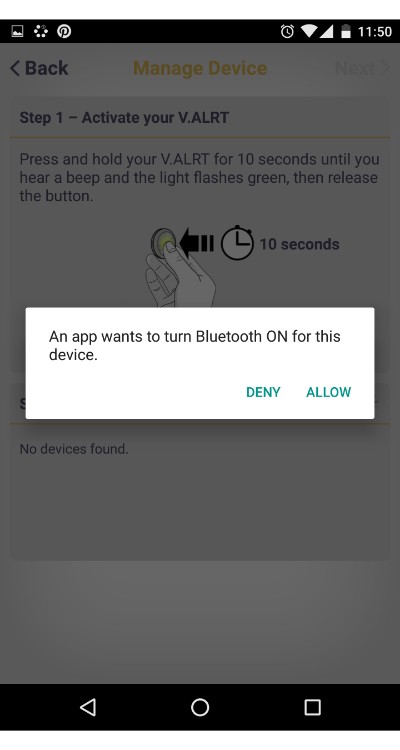 11:50
Back
Manage Device
Next
Step 1 – Activate your V.ALRT
Press and hold your V.ALRT for 10 seconds until you
hear a beep and the light flashes green, then release
the button.
10 seconds
An app wants to turn Bluetooth ON for this
device.
DENY
ALLOW
No devices found.